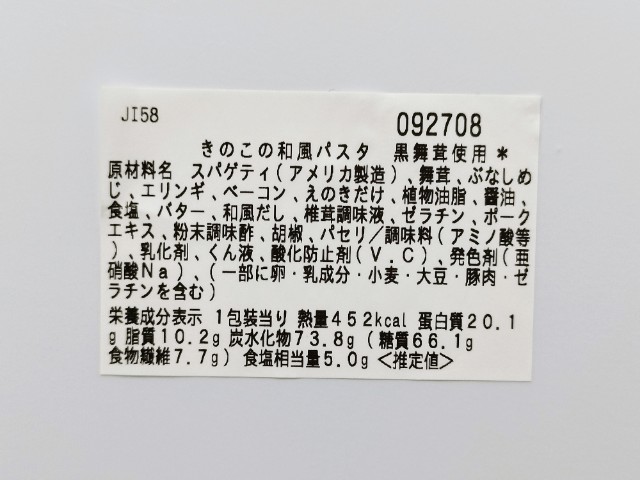 JI58
092708
きのこの和風パスタ 黒舞茸使用＊
原材料名 スパゲティ(アメリカ製造)、舞茸、ぶなしめ
じ、エリンギ、ベーコン、えのきだけ、植物油脂、醤油、
食塩、バター、和風だし、椎茸調味液、ゼラチン、ポーク
エキス、粉末調味酢、胡椒、パセリ／調味料(アミノ酸等
)、乳化剤、くん液、酸化防止剤(V.C)、発色剤(亜
硝酸Na)、(一部に卵・乳成分・小麦・大豆・豚肉・ゼ
ラチンを含む)
栄養成分表示 1包装当り 熱量452kcal 蛋白質20.1
g 脂質10.2g 炭水化物73.8g(糖質66.1g
食物繊維7.7g) 食塩相当量5.0g＜推定値＞